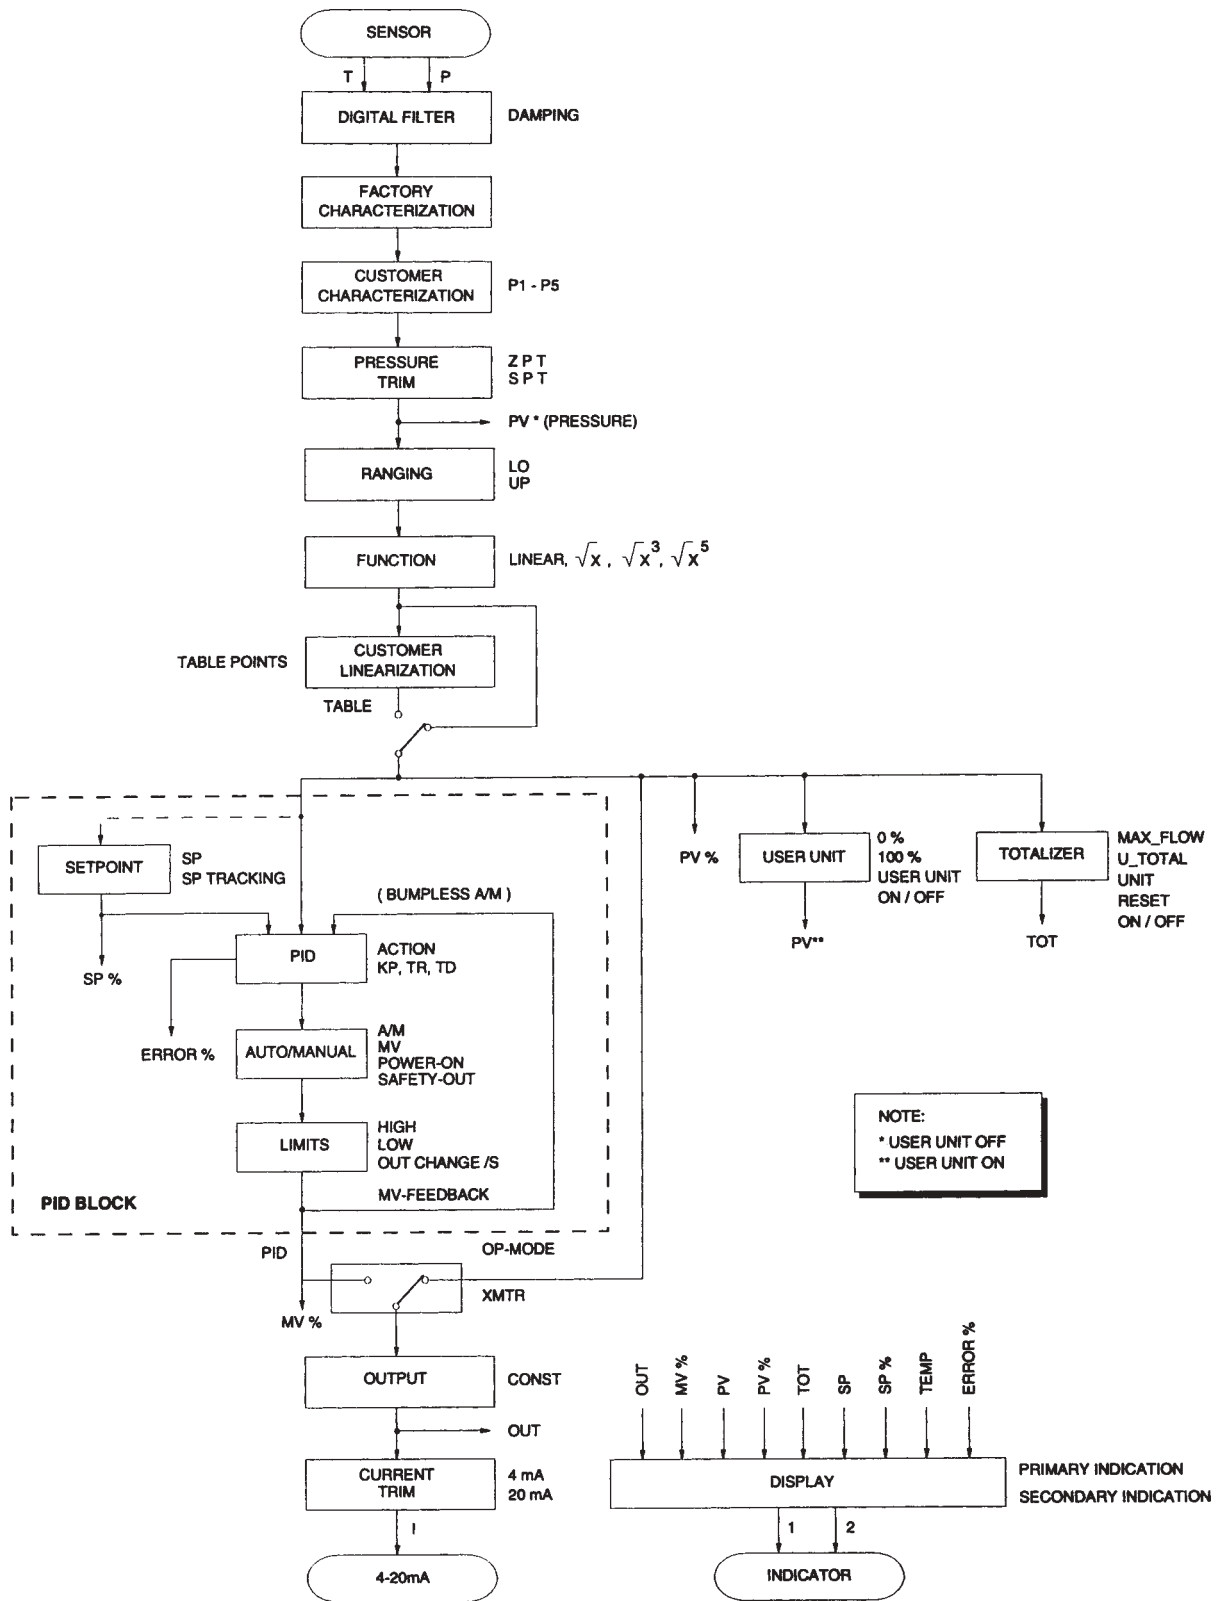 SENSOR
T P
DIGITAL FILTER DAMPING
FACTORY
CHARACTERIZATION
CUSTOMER
CHARACTERIZATION
P1 - P5
PRESSURE
TRIM
Z P T
S P T
PV * (PRESSURE)
RANGING
LO
UP
FUNCTION
LINEAR, √x , √x³, √x⁵
TABLE POINTS
CUSTOMER
LINEARIZATION
TABLE
SETPOINT
SP
SP TRACKING
( BUMPLESS A/M )
SP %
PID
ACTION
KP, TR, TD
ERROR %
AUTO/MANUAL
A/M
MV
POWER-ON
SAFETY-OUT
LIMITS
HIGH
LOW
OUT CHANGE /S
MV-FEEDBACK
PID BLOCK
PV %
USER UNIT
0 %
100 %
USER UNIT
ON / OFF
PV**
TOTALIZER
MAX_FLOW
U_TOTAL
UNIT
RESET
ON / OFF
TOT
NOTE:
* USER UNIT OFF
** USER UNIT ON
PID
OP-MODE
XMTR
MV %
OUTPUT
CONST
OUT
CURRENT
TRIM
4 mA
20 mA
I
4-20mA
OUT
MV %
PV
PV %
TOT
SP
SP %
TEMP
ERROR %
DISPLAY
PRIMARY INDICATION
SECONDARY INDICATION
1 2
INDICATOR